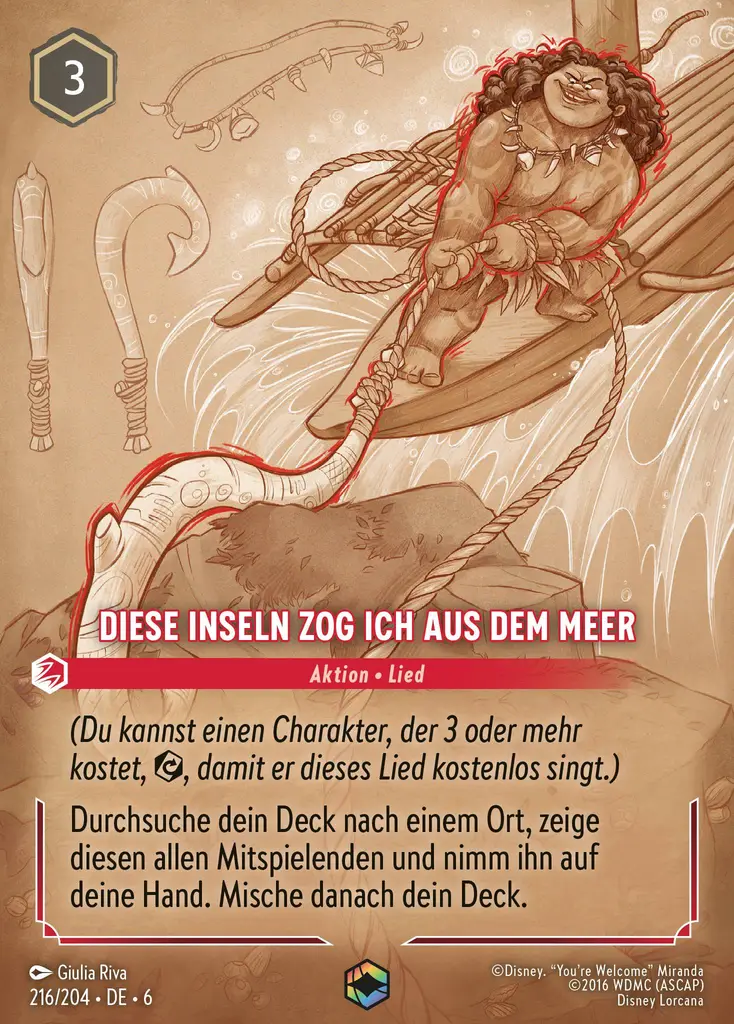 3
DIESE INSELN ZOG ICH AUS DEM MEER
Aktion • Lied
(Du kannst einen Charakter, der 3 oder mehr
kostet, , damit er dieses Lied kostenlos singt.)
Durchsuche dein Deck nach einem Ort, zeige
diesen allen Mitspielenden und nimm ihn auf
deine Hand. Mische danach dein Deck.
Giulia Riva
216/204 • DE • 6
©Disney. “You’re Welcome” Miranda
©2016 WDMC (ASCAP)
Disney Lorcana